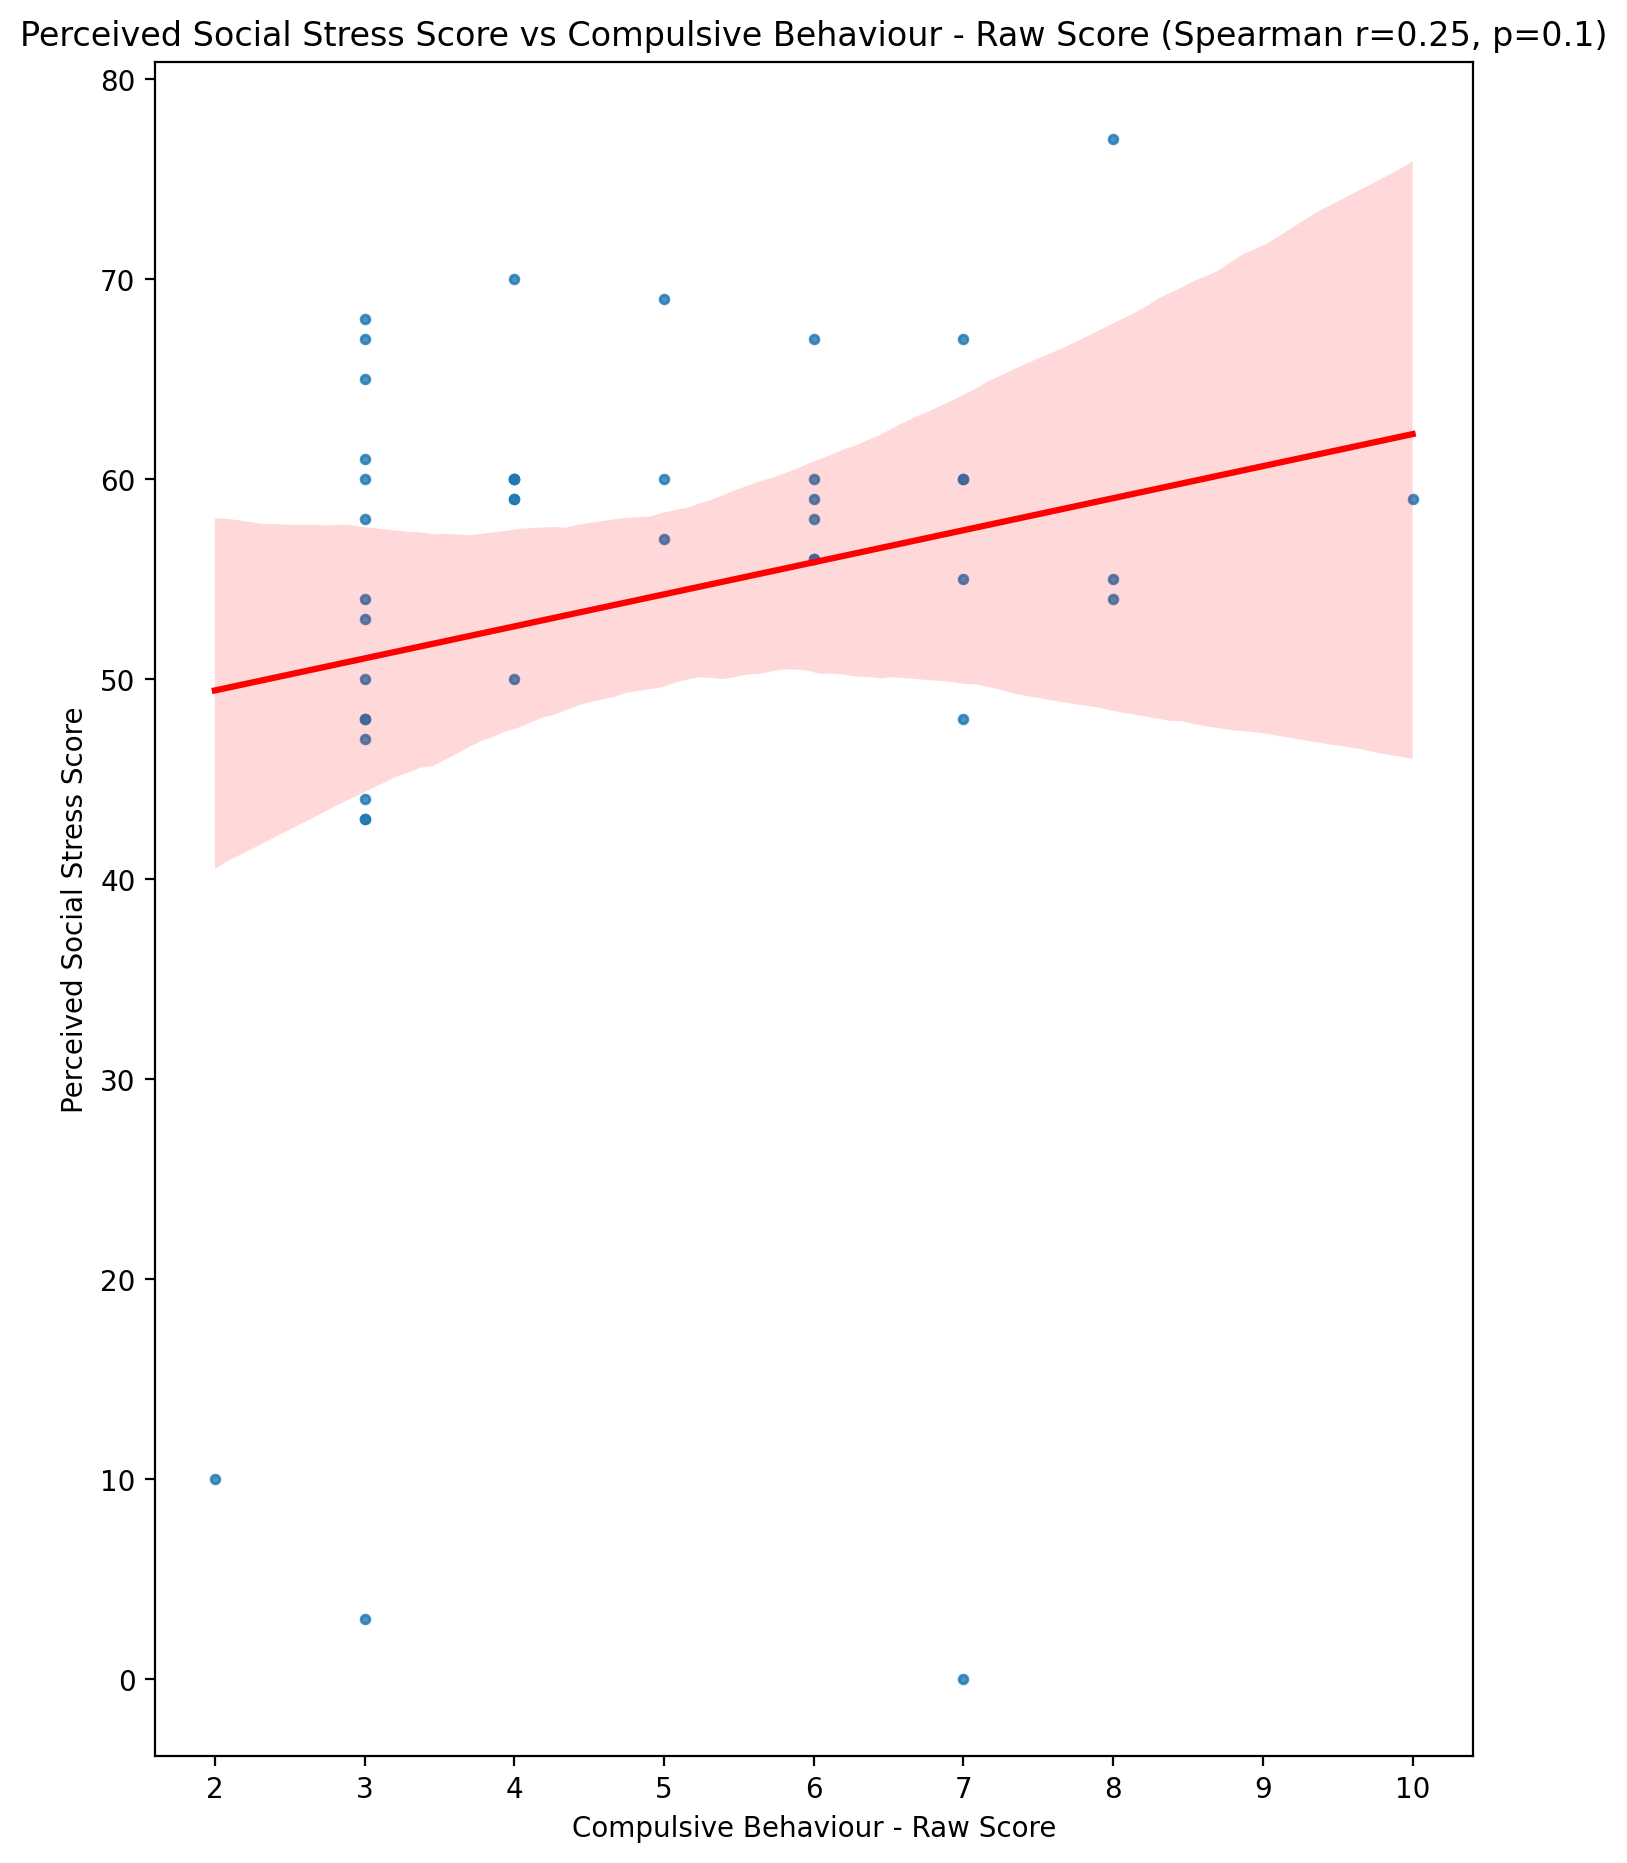 Perceived Social Stress Score vs Compulsive Behaviour - Raw Score (Spearman r=0.25, p=0.1)
80
70
60
50
40
30
20
10
0
Perceived Social Stress Score
2 3 4 5 6 7 8 9 10
Compulsive Behaviour - Raw Score